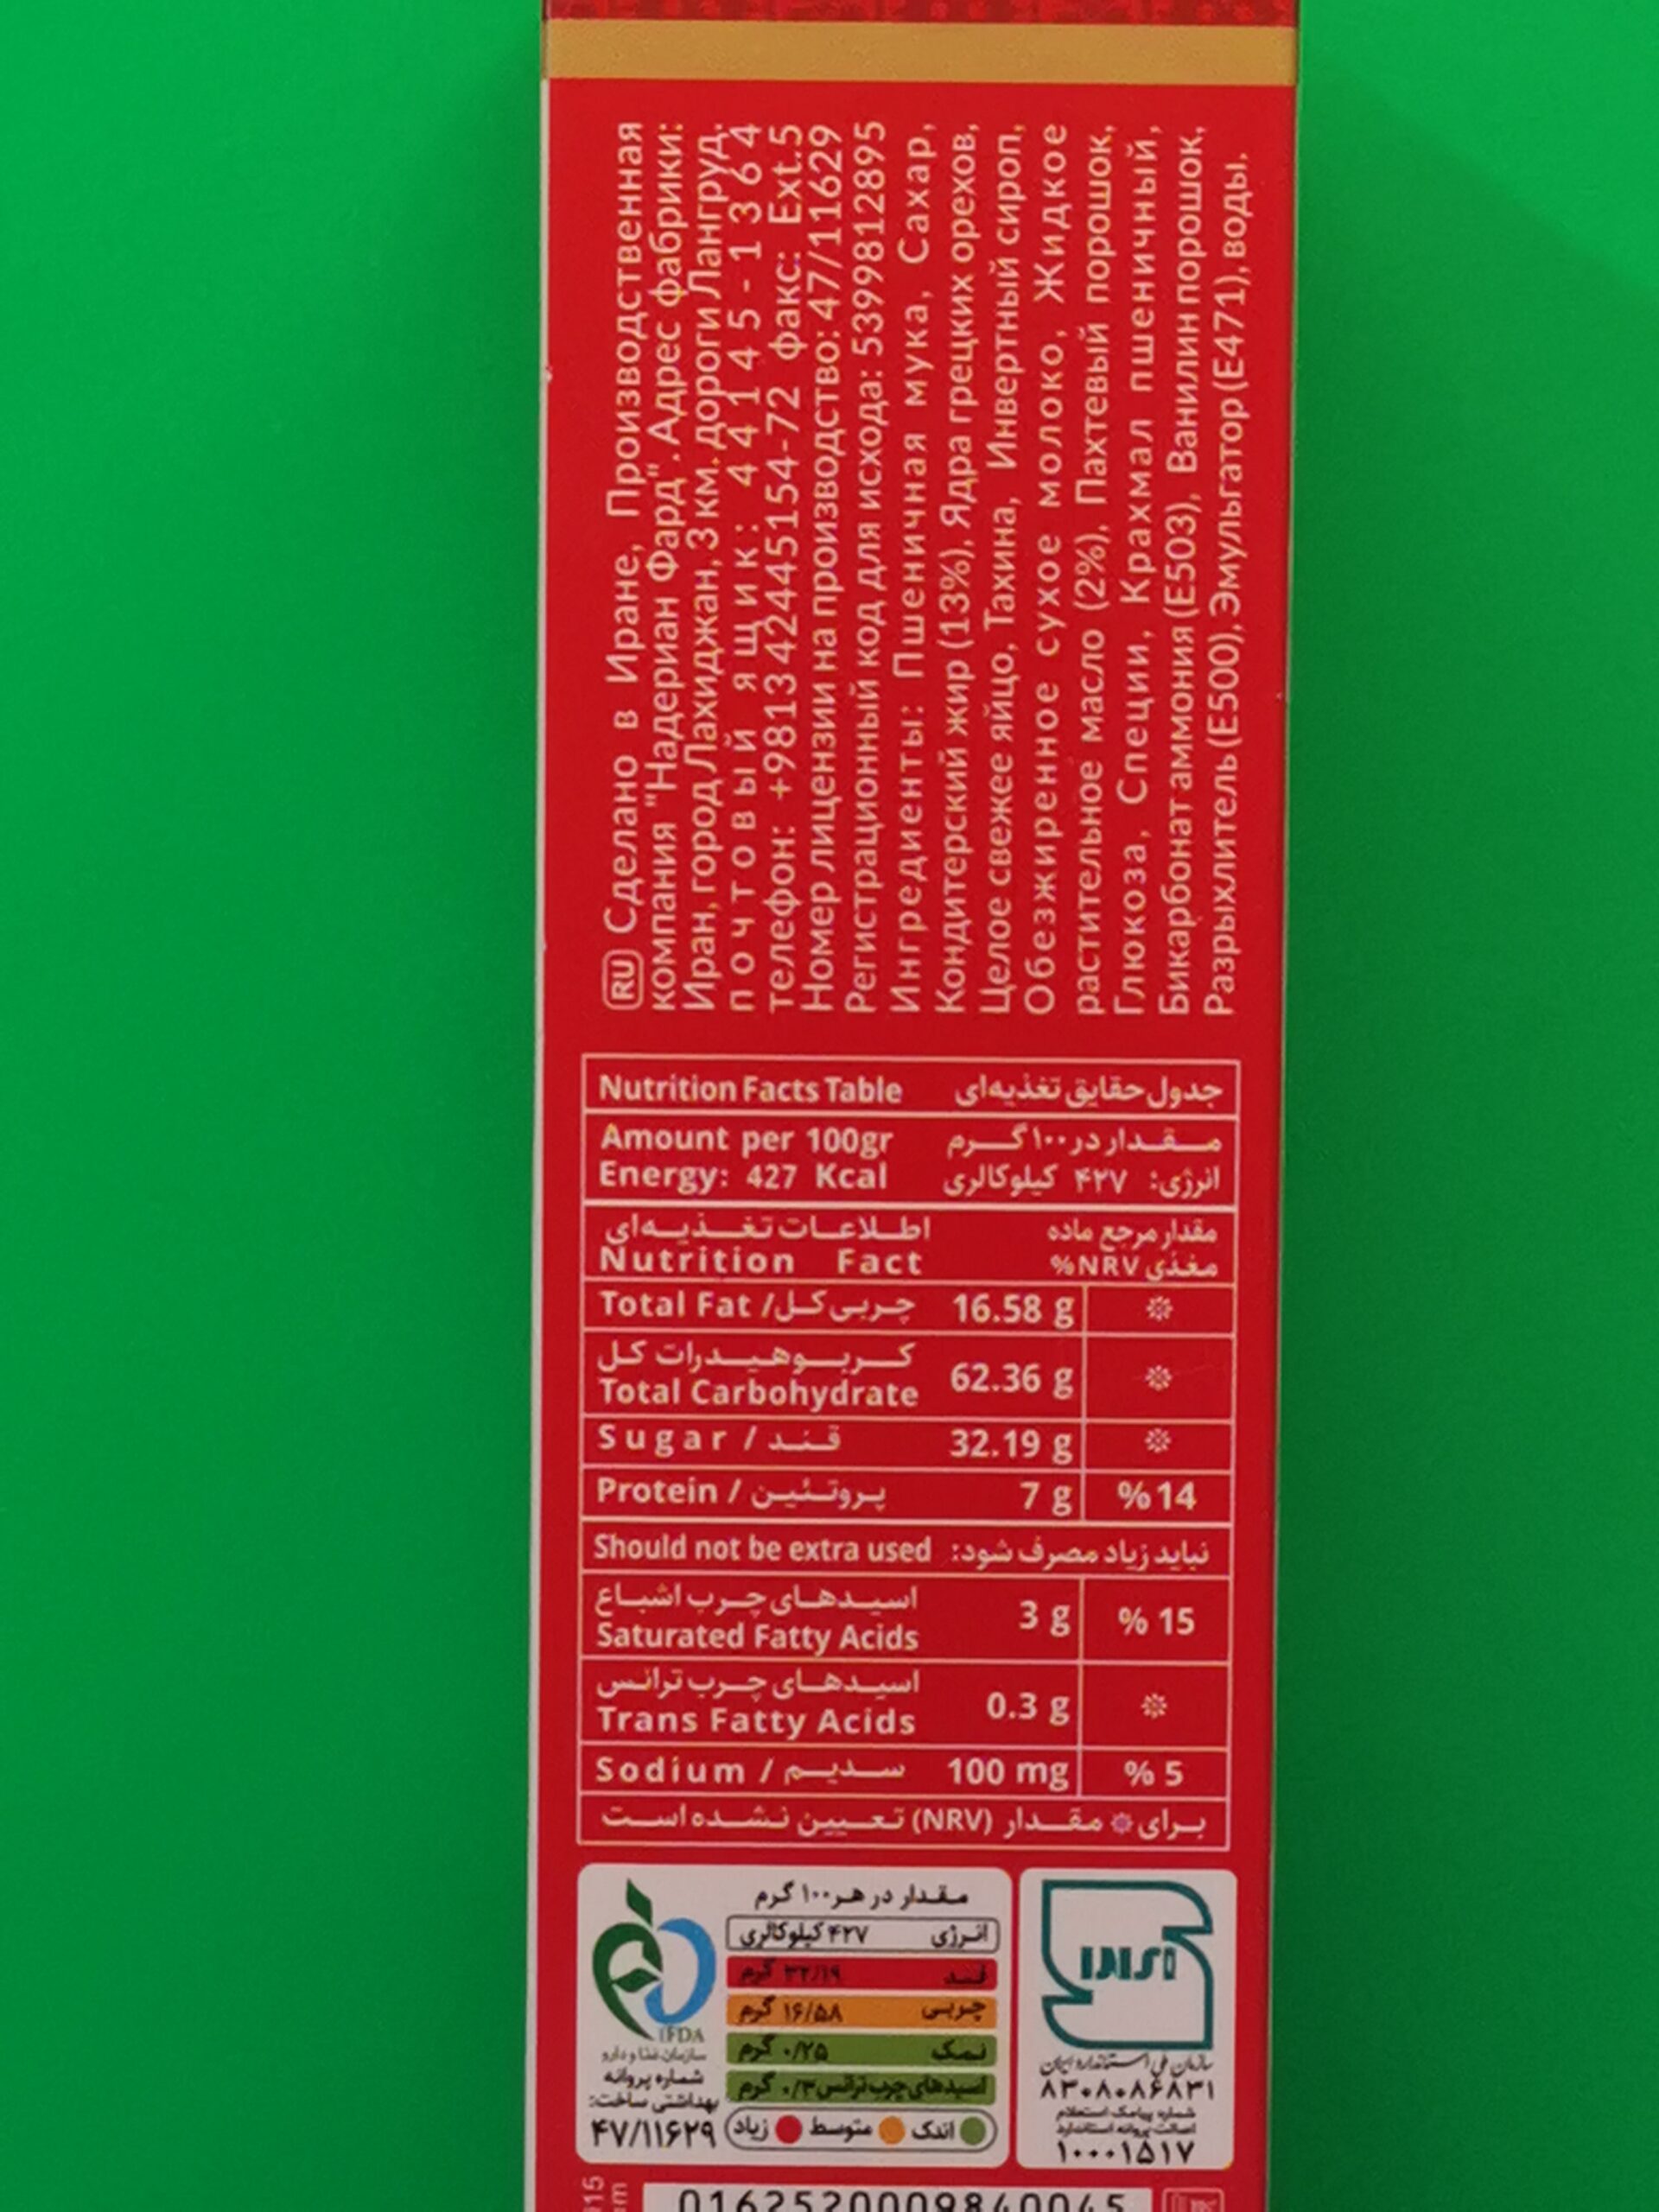 RU Сделано в Иране, Производственная
компания "Надериан Фард". Адрес фабрики:
Иран, город Лахиджан, 3 км. дороги Лангруд.
почтовый ящик: 44145-1364
телефон: +981342445154-72 факс: Ext.5
Номер лицензии на производство: 47/11629
Регистрационный код для исхода: 5399812895
Ингредиенты: Пшеничная мука, Сахар,
Кондитерский жир (13%), Ядра грецких орехов,
Целое свежее яйцо, Тахина, Инвертный сироп,
Обезжиренное сухое молоко, Жидкое
растительное масло (2%), Пахтевый порошок,
Глюкоза, Специи, Крахмал пшеничный,
Бикарбонат аммония (E503), Ванилин порошок,
Разрыхлитель (E500), Эмульгатор (E471), воды.
Nutrition Facts Table جدول حقایق تغذیه‌ای
Amount per 100gr مقدار در ۱۰۰ گرم
Energy: 427 Kcal انرژی: ۴۲۷ کیلوکالری
اطلاعات تغذیه‌ای مقدار مرجع ماده
Nutrition Fact مغذی NRV%
Total Fat / چربی کل 16.58 g ❊
کربوهیدرات کل
Total Carbohydrate 62.36 g ❊
Sugar / قند 32.19 g ❊
Protein / پروتئین 7 g %14
Should not be extra used نباید زیاد مصرف شود:
اسیدهای چرب اشباع
Saturated Fatty Acids 3 g % 15
اسیدهای چرب ترانس
Trans Fatty Acids 0.3 g ❊
Sodium / سدیم 100 mg % 5
برای ❊ مقدار (NRV) تعیین نشده است
مقدار در هر ۱۰۰ گرم
انرژی ۴۲۷ کیلوکالری
قند ۳۲/۱۹ گرم
چربی ۱۶/۵۸ گرم
نمک ۰/۲۵ گرم
اسیدهای چرب ترانس ۰/۳ گرم
اندک متوسط زیاد
IFDA
سازمان غذا و دارو
شماره پروانه
بهداشتی ساخت:
۴۷/۱۱۶۲۹
سازمان ملی استاندارد ایران
۸۳۰۸۰۸۶۸۳۱
شماره پیامک استعلام
اصالت پروانه استاندارد
۱۰۰۰۱۵۱۷
0162520009840045